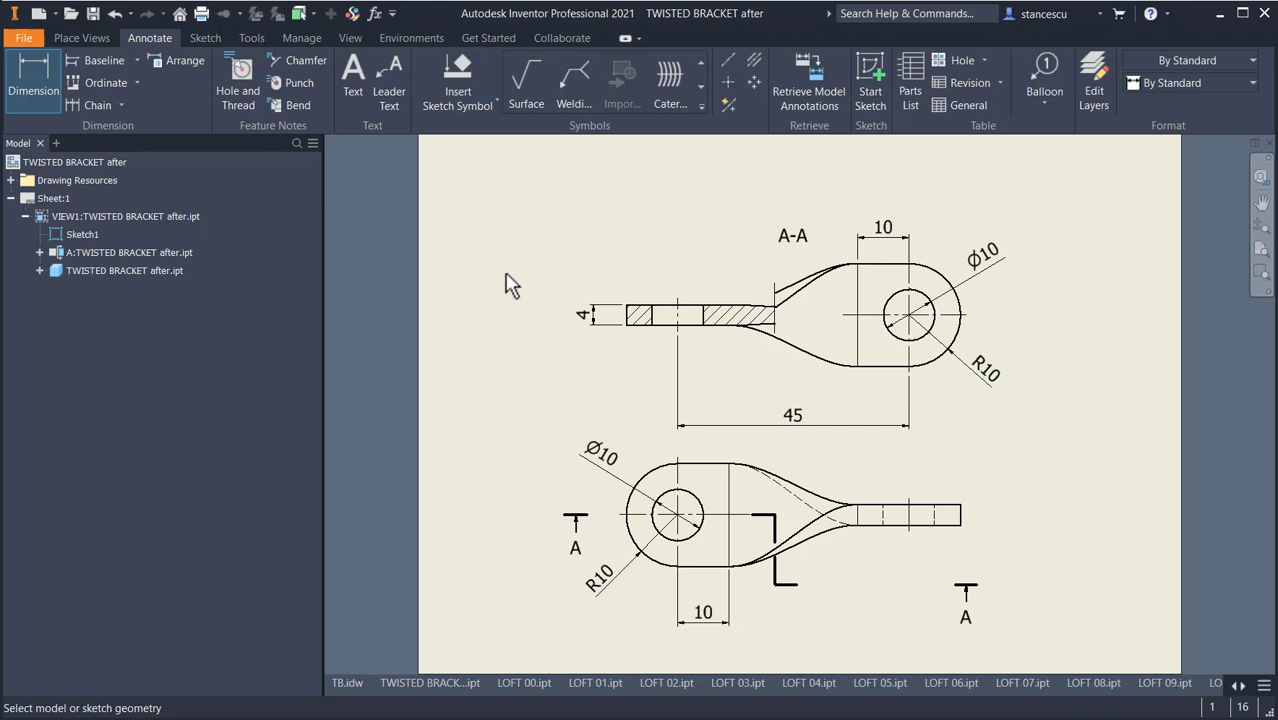 Autodesk Inventor Professional 2021 TWISTED BRACKET after
Search Help & Commands...
stancescu
File Place Views Annotate Sketch Tools Manage View Environments Get Started Collaborate
Dimension
Baseline
Ordinate
Chain
Arrange
Dimension
Hole and
Thread
Chamfer
Punch
Bend
Feature Notes
Text
Leader
Text
Text
Insert
Sketch Symbol
Surface
Weldi...
Impor...
Cater...
Symbols
Retrieve Model
Annotations
Retrieve
Start
Sketch
Sketch
Parts
List
Hole
Revision
General
Table
Balloon
Edit
Layers
By Standard
By Standard
Format
Model
TWISTED BRACKET after
Drawing Resources
Sheet:1
VIEW1:TWISTED BRACKET after.ipt
Sketch1
A:TWISTED BRACKET after.ipt
TWISTED BRACKET after.ipt
A-A
10
Ø10
4
R10
45
Ø10
A
R10
10
A
TB.idw TWISTED BRACK...ipt LOFT 00.ipt LOFT 01.ipt LOFT 02.ipt LOFT 03.ipt LOFT 04.ipt LOFT 05.ipt LOFT 06.ipt LOFT 07.ipt LOFT 08.ipt LOFT 09.ipt
Select model or sketch geometry
1 16